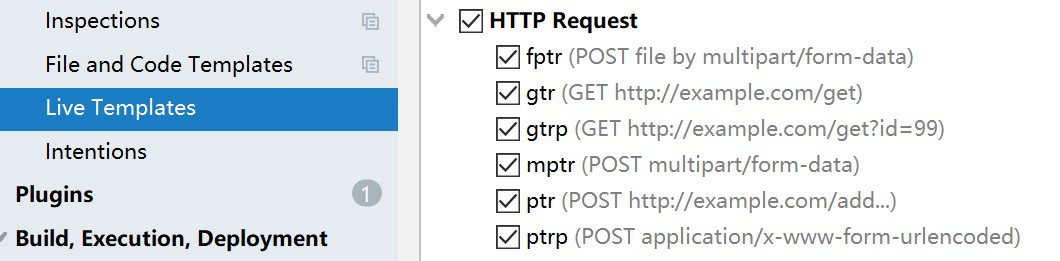 Inspections
File and Code Templates
Live Templates
Intentions
Plugins 1
Build, Execution, Deployment
HTTP Request
fptr (POST file by multipart/form-data)
gtr (GET http://example.com/get)
gtrp (GET http://example.com/get?id=99)
mptr (POST multipart/form-data)
ptr (POST http://example.com/add...)
ptrp (POST application/x-www-form-urlencoded)